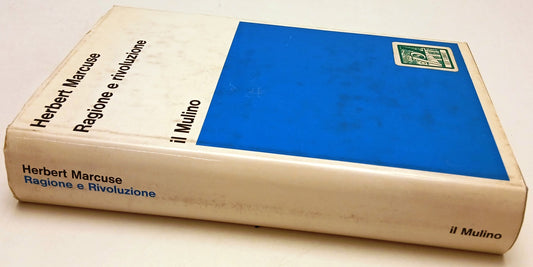 Herbert Marcuse
Ragione e rivoluzione
il Mulino
Herbert Marcuse
Ragione e Rivoluzione
il Mulino